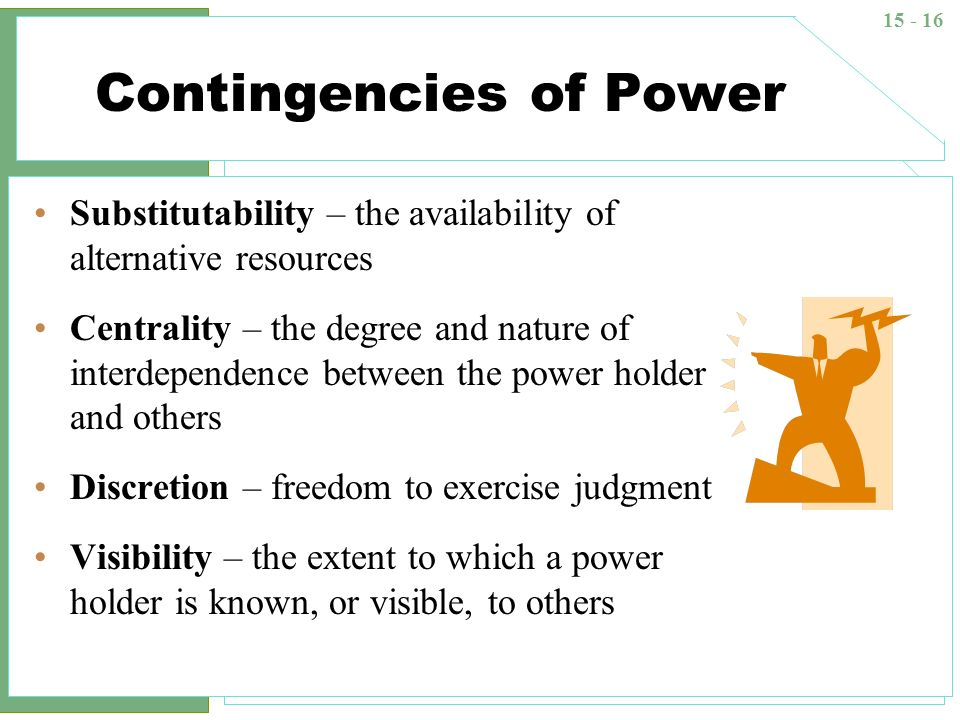 15 - 16
Contingencies of Power
• Substitutability – the availability of
alternative resources
• Centrality – the degree and nature of
interdependence between the power holder
and others
• Discretion – freedom to exercise judgment
• Visibility – the extent to which a power
holder is known, or visible, to others